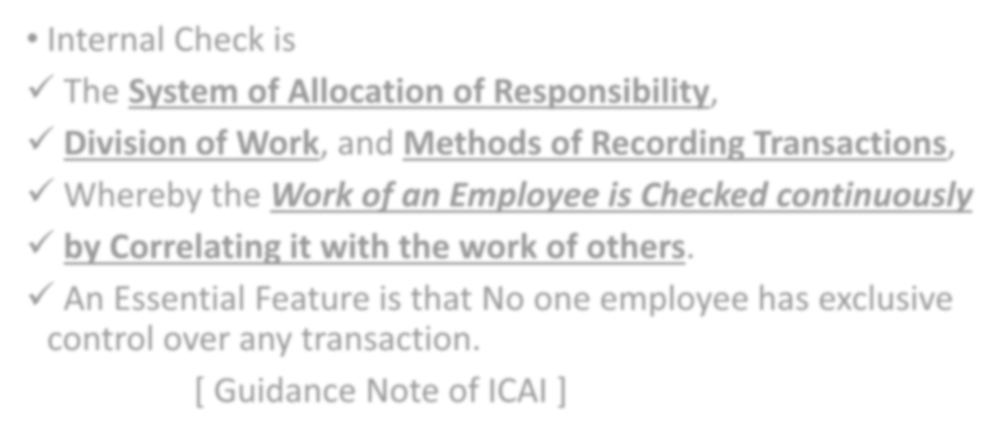 • Internal Check is
✓ The System of Allocation of Responsibility,
✓ Division of Work, and Methods of Recording Transactions,
✓ Whereby the Work of an Employee is Checked continuously
✓ by Correlating it with the work of others.
✓ An Essential Feature is that No one employee has exclusive
control over any transaction.
[ Guidance Note of ICAI ]